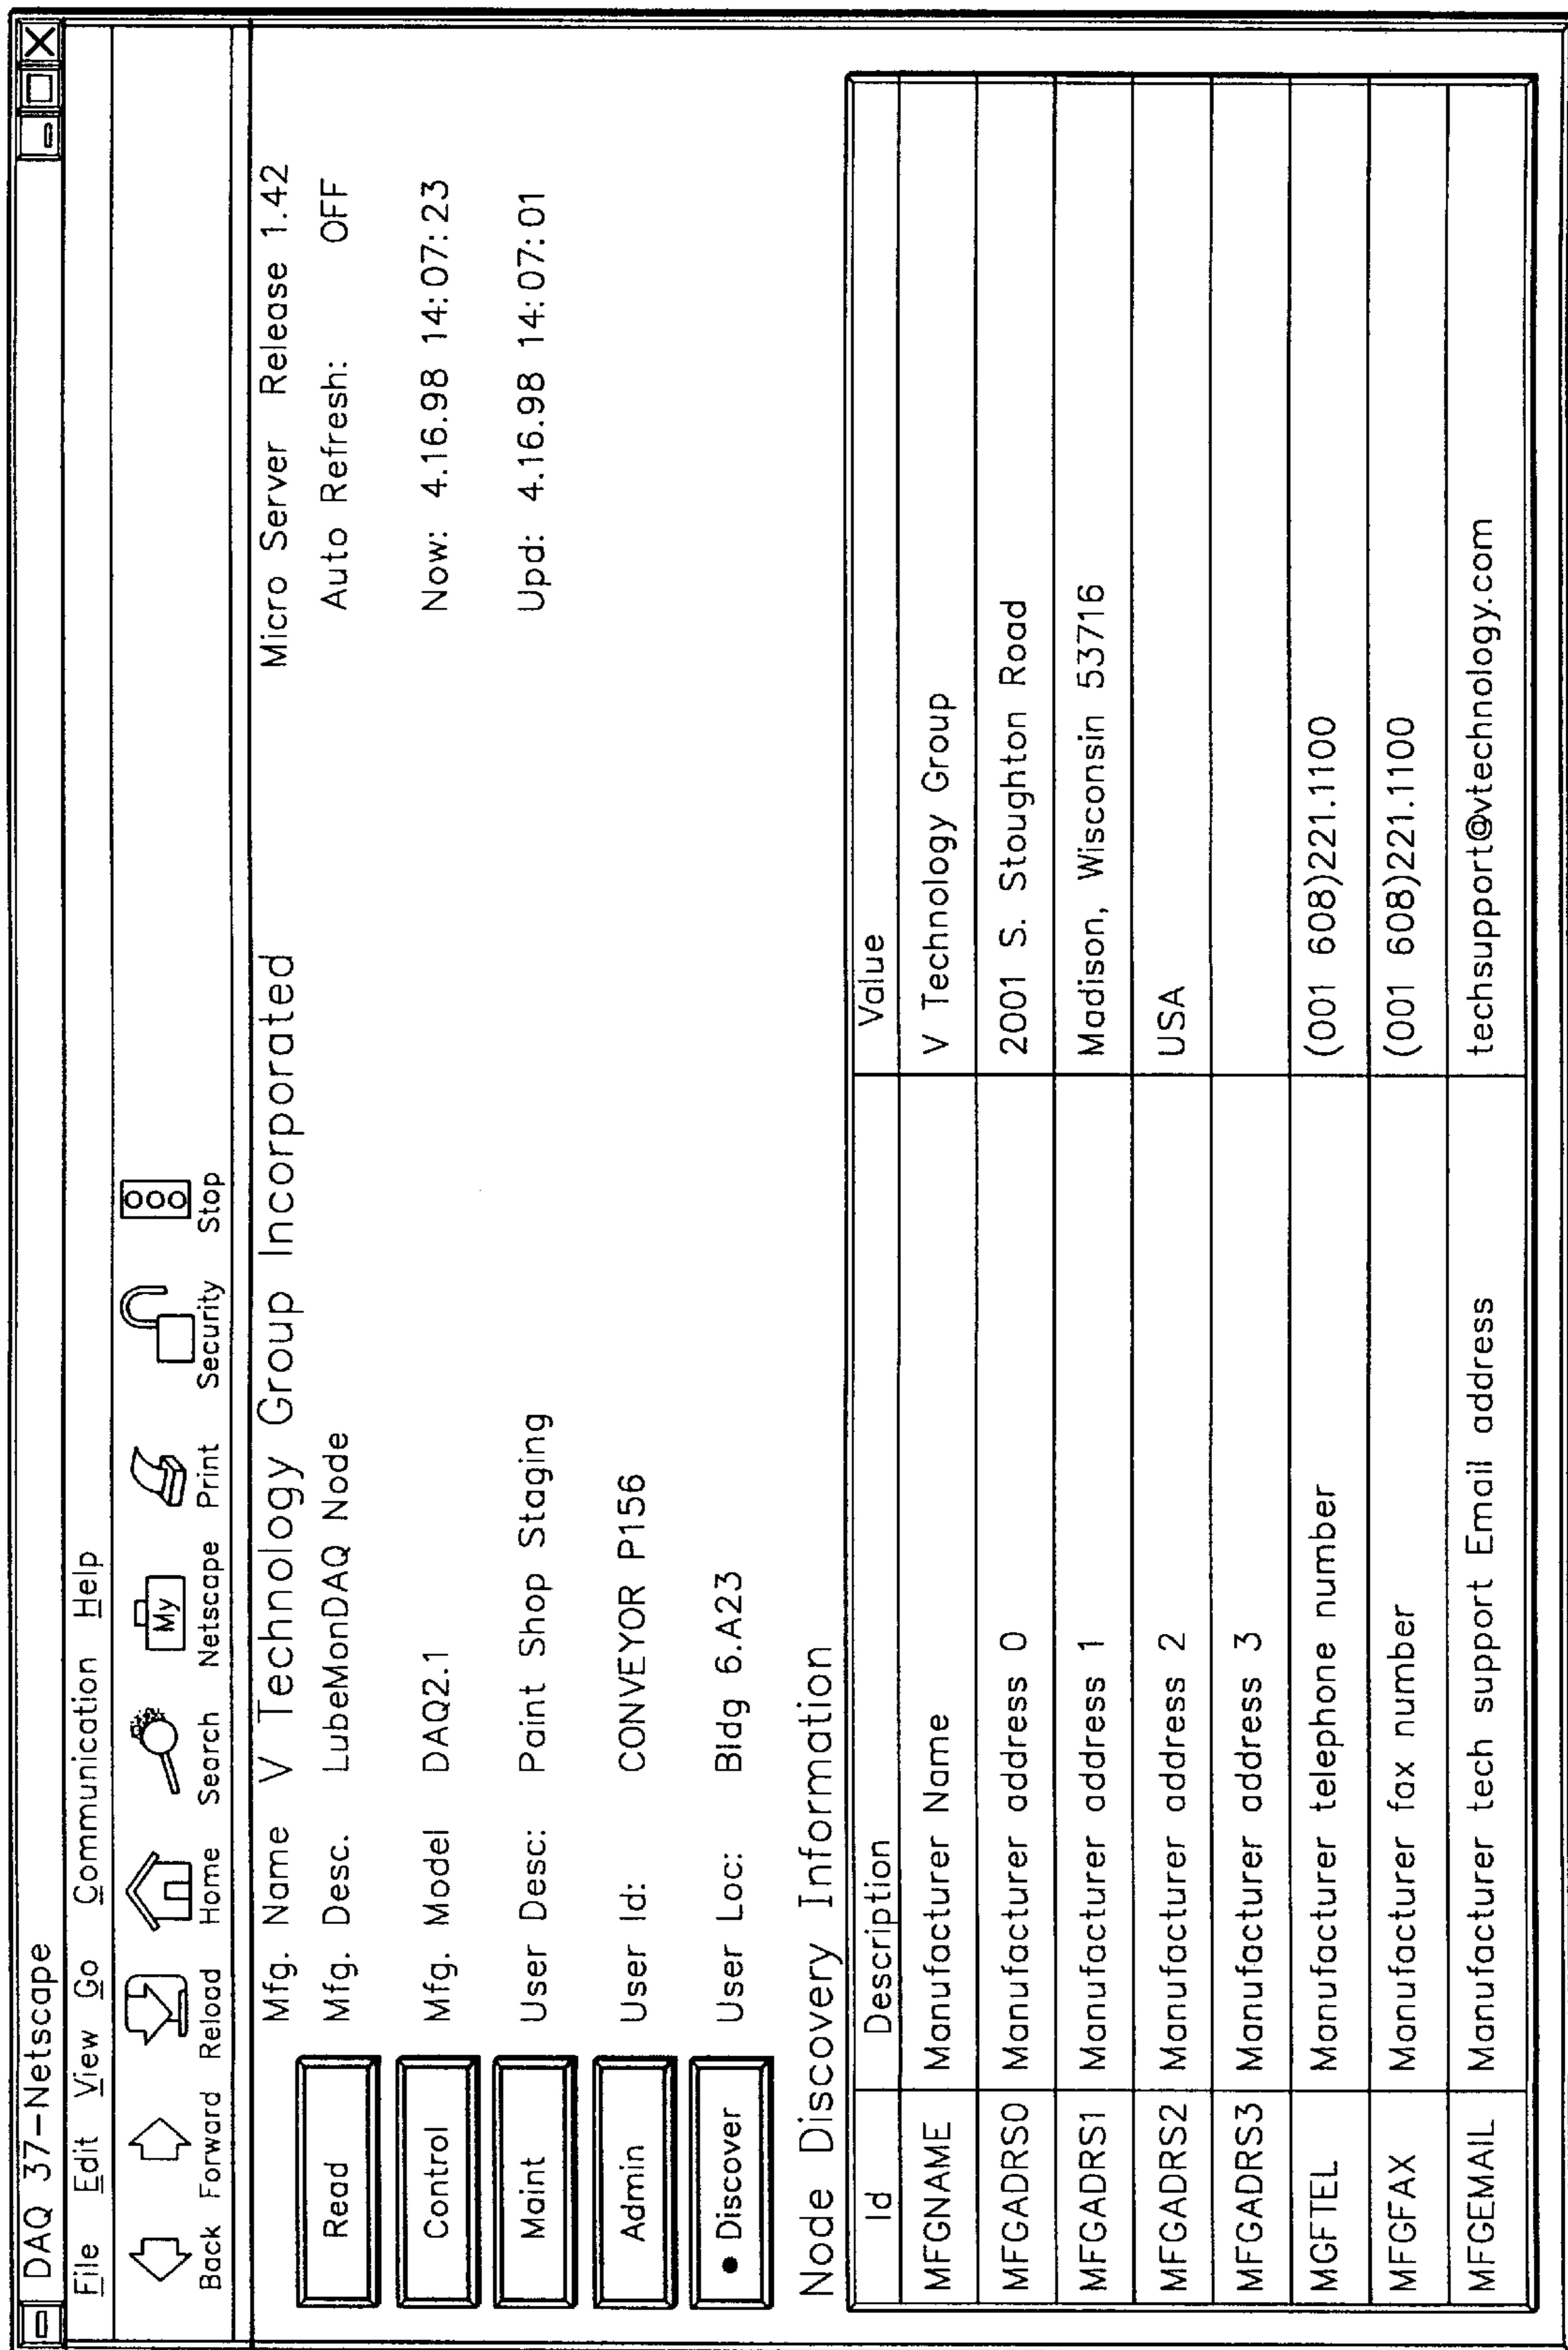 DAQ 37-Netscape
File Edit View Go Communication Help
Back Forward Reload Home Search Netscape Print Security Stop
My
Mfg. Name V Technology Group Incorporated Micro Server Release 1.42
Read Mfg. Desc. LubeMonDAQ Node Auto Refresh: OFF
Control Mfg. Model DAQ2.1 Now: 4.16.98 14:07:23
Maint User Desc: Paint Shop Staging Upd: 4.16.98 14:07:01
Admin User Id: CONVEYOR P156
• Discover User Loc: Bldg 6.A23
Node Discovery Information
Id Description Value
MFGNAME Manufacturer Name V Technology Group
MFGADRS0 Manufacturer address 0 2001 S. Stoughton Road
MFGADRS1 Manufacturer address 1 Madison, Wisconsin 53716
MFGADRS2 Manufacturer address 2 USA
MFGADRS3 Manufacturer address 3
MGFTEL Manufacturer telephone number (001 608)221.1100
MFGFAX Manufacturer fax number (001 608)221.1100
MFGEMAIL Manufacturer tech support Email address techsupport@vtechnology.com